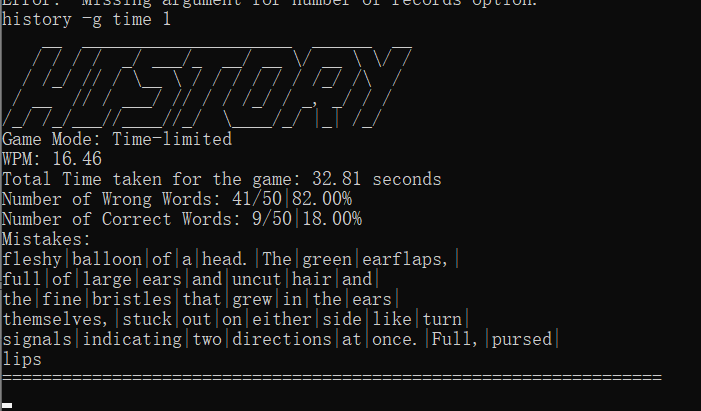 Error: Missing argument for number of records option.
history -g time 1
HISTORY
Game Mode: Time-limited
WPM: 16.46
Total Time taken for the game: 32.81 seconds
Number of Wrong Words: 41/50|82.00%
Number of Correct Words: 9/50|18.00%
Mistakes:
fleshy|balloon|of|a|head.|The|green|earflaps,|
full|of|large|ears|and|uncut|hair|and|
the|fine|bristles|that|grew|in|the|ears|
themselves,|stuck|out|on|either|side|like|turn|
signals|indicating|two|directions|at|once.|Full,|pursed|
lips
==================================================================